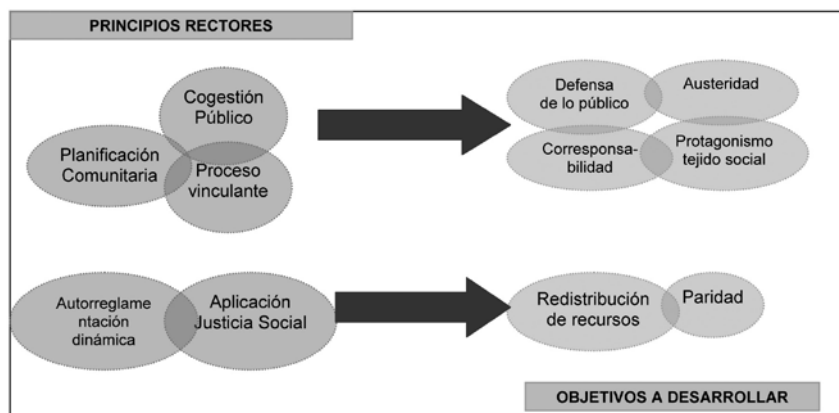 PRINCIPIOS RECTORES
Cogestión
Público
Planificación
Comunitaria
Proceso
vinculante
Defensa
de lo público
Austeridad
Corresponsa-
bilidad
Protagonismo
tejido social
Autorreglame
ntación
dinámica
Aplicación
Justicia Social
Redistribución
de recursos
Paridad
OBJETIVOS A DESARROLLAR